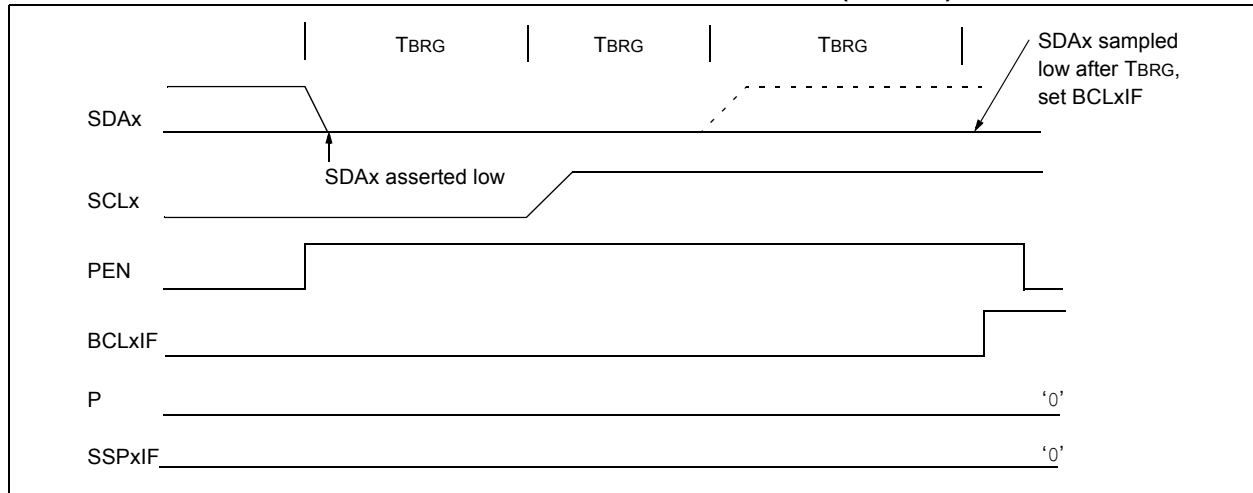 TBRG TBRG TBRG
SDAx sampled
low after TBRG,
set BCLxIF
SDAx
SDAx asserted low
SCLx
PEN
BCLxIF
P '0'
SSPxIF '0'